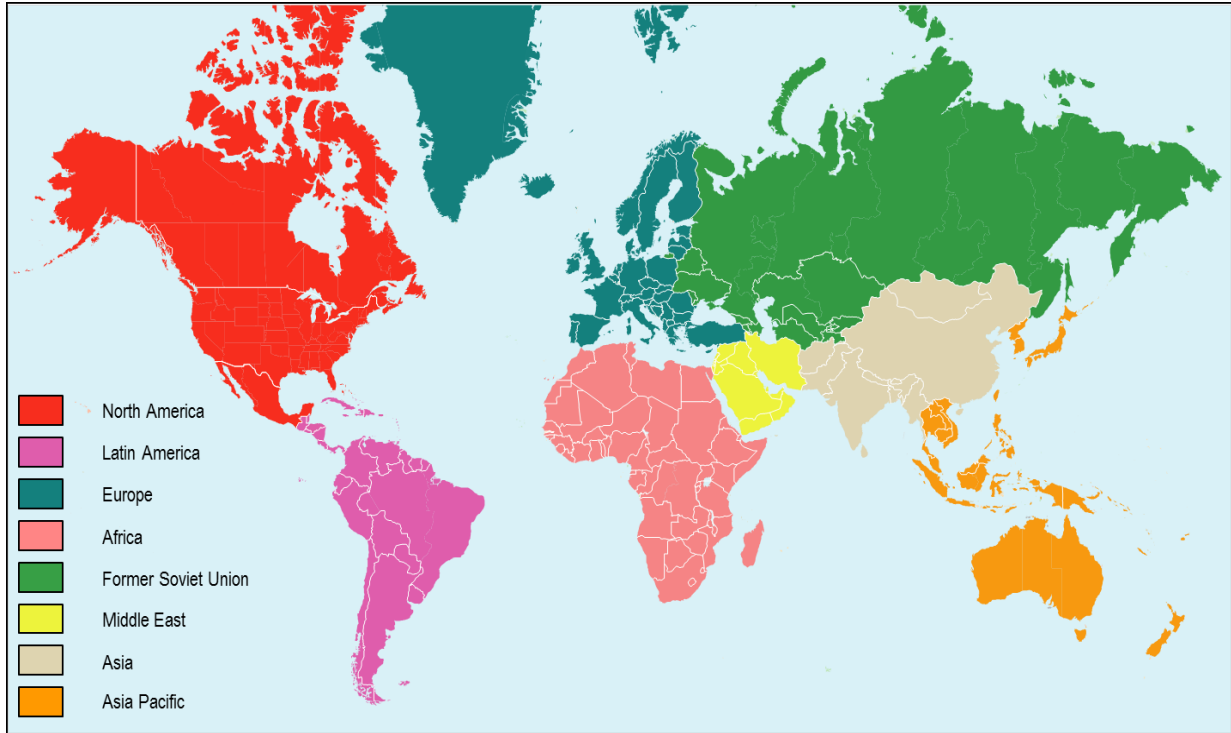 North America
Latin America
Europe
Africa
Former Soviet Union
Middle East
Asia
Asia Pacific